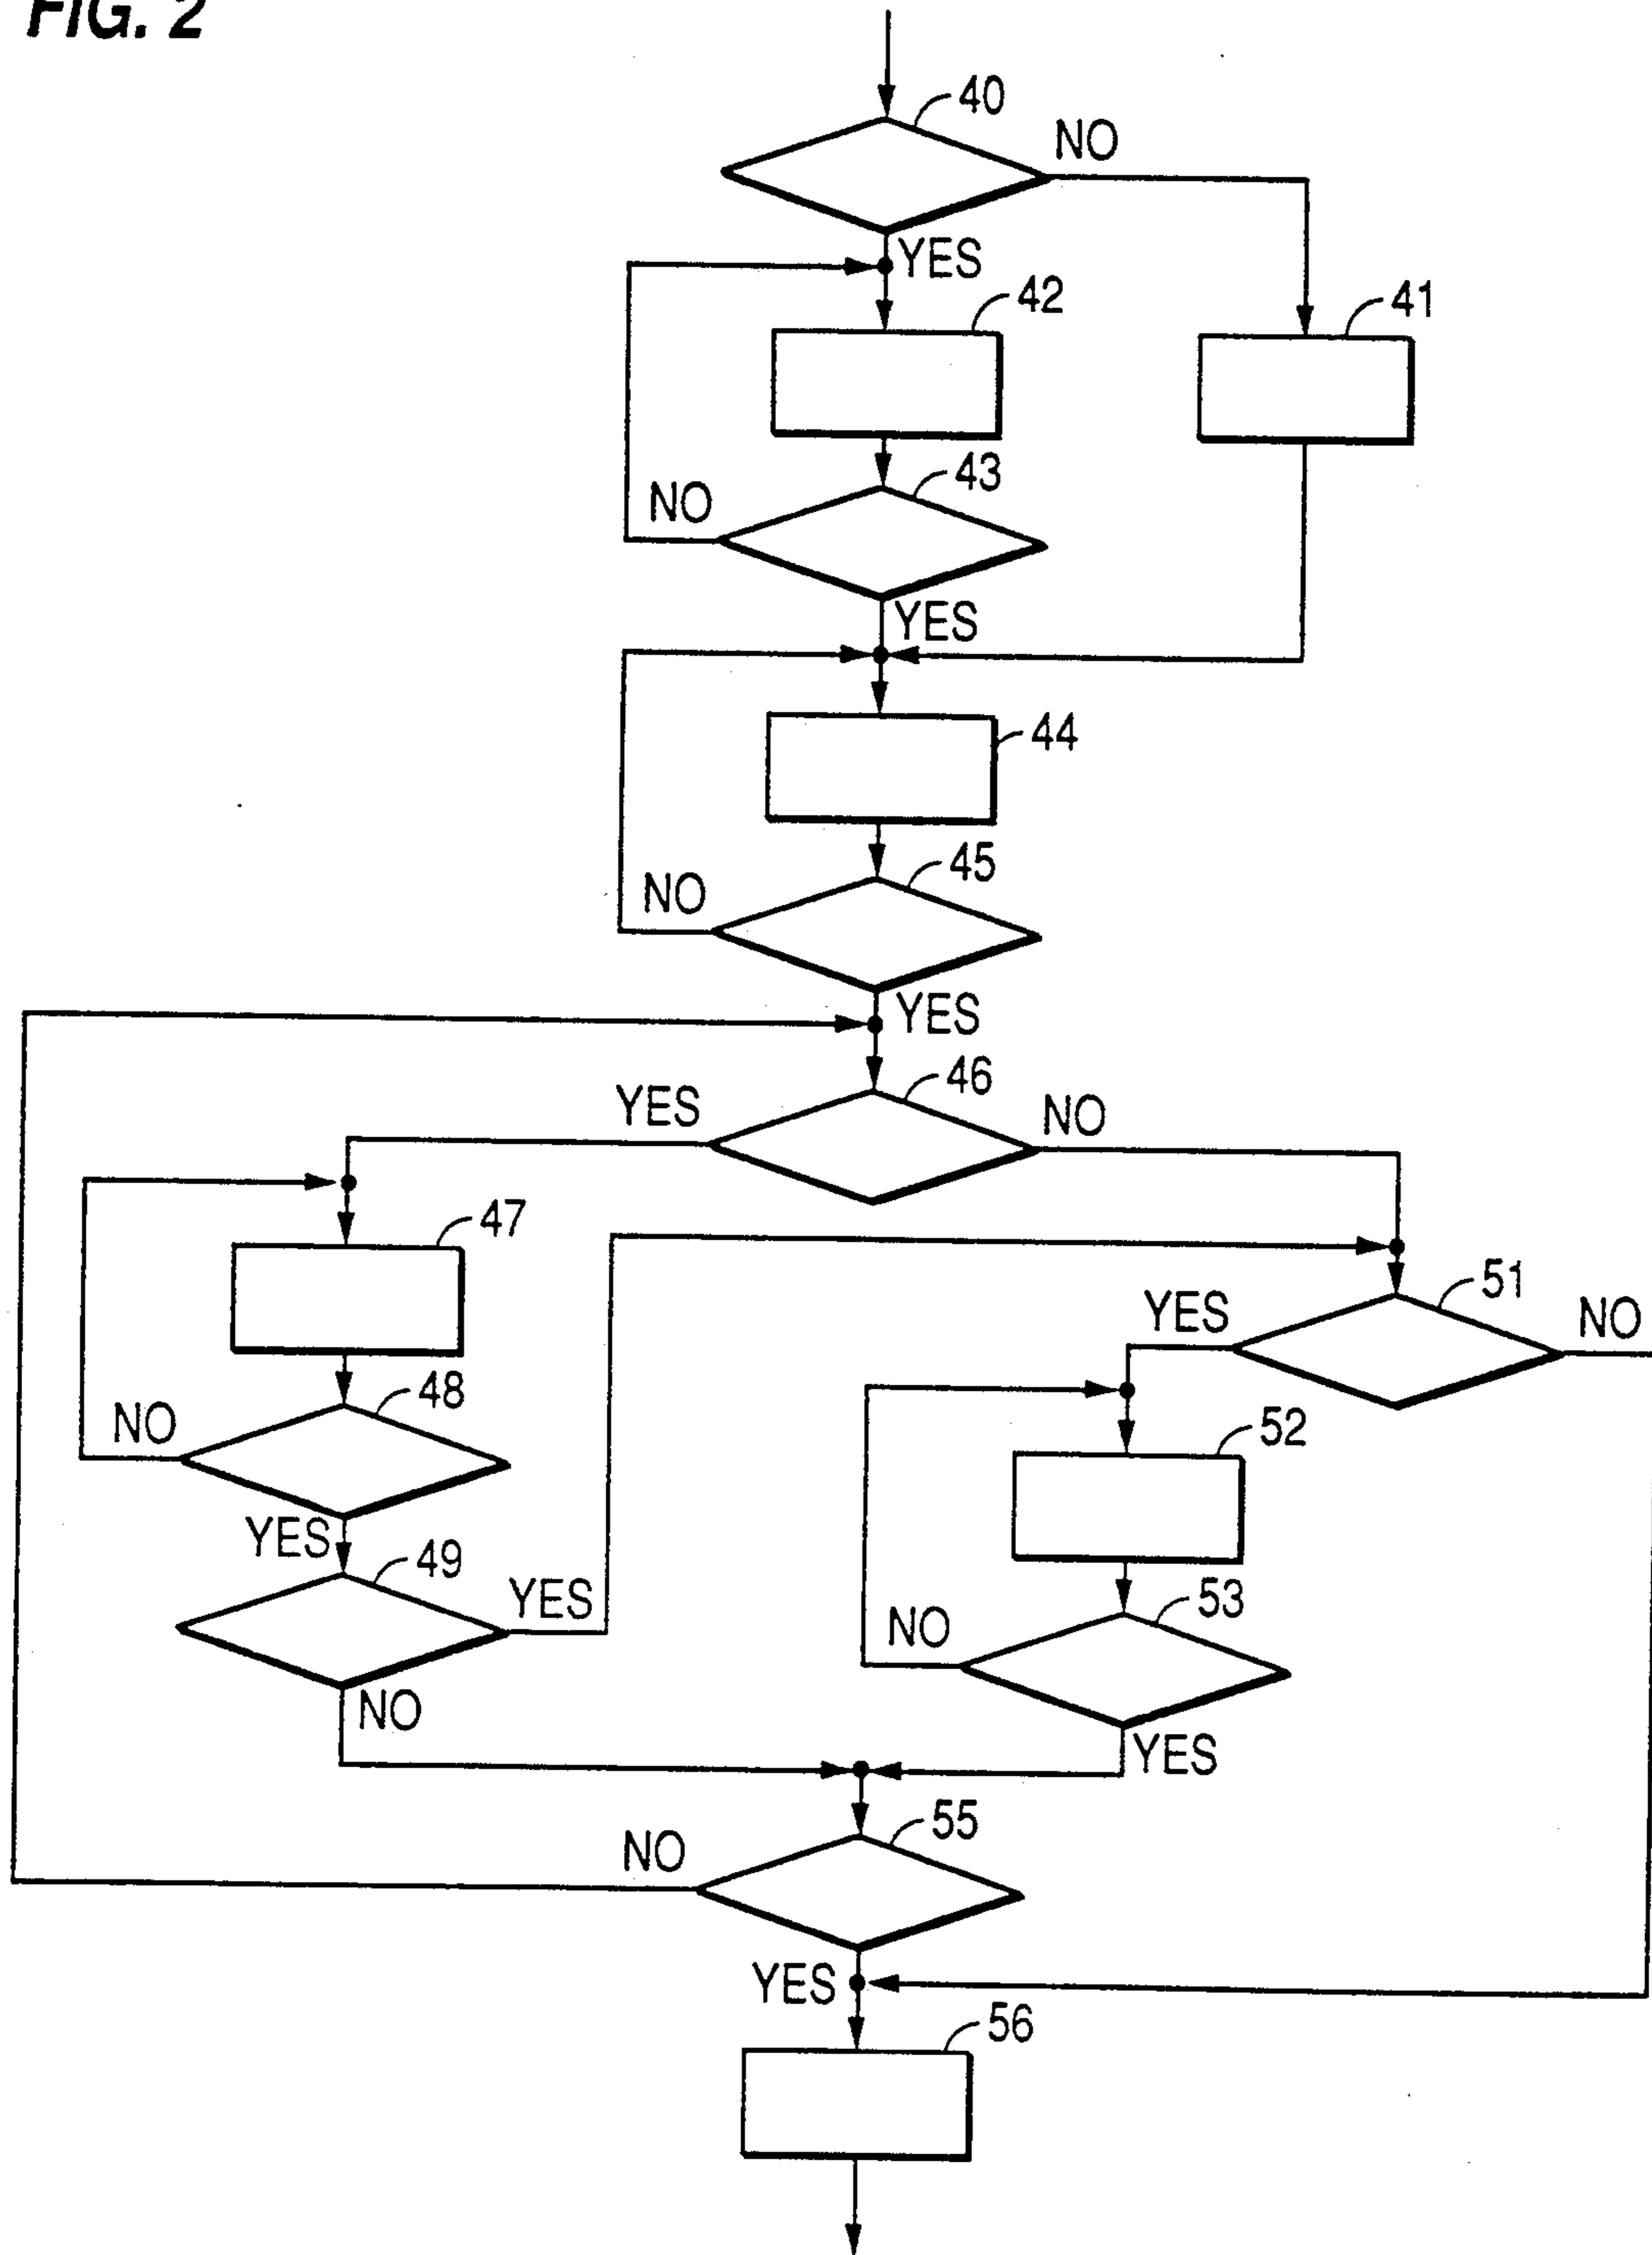 FIG. 2
40
NO
YES
42
41
43
NO
YES
44
45
NO
YES
46
YES
NO
47
51
YES
NO
48
NO
52
YES
49
YES
53
NO
NO
YES
55
NO
YES
56